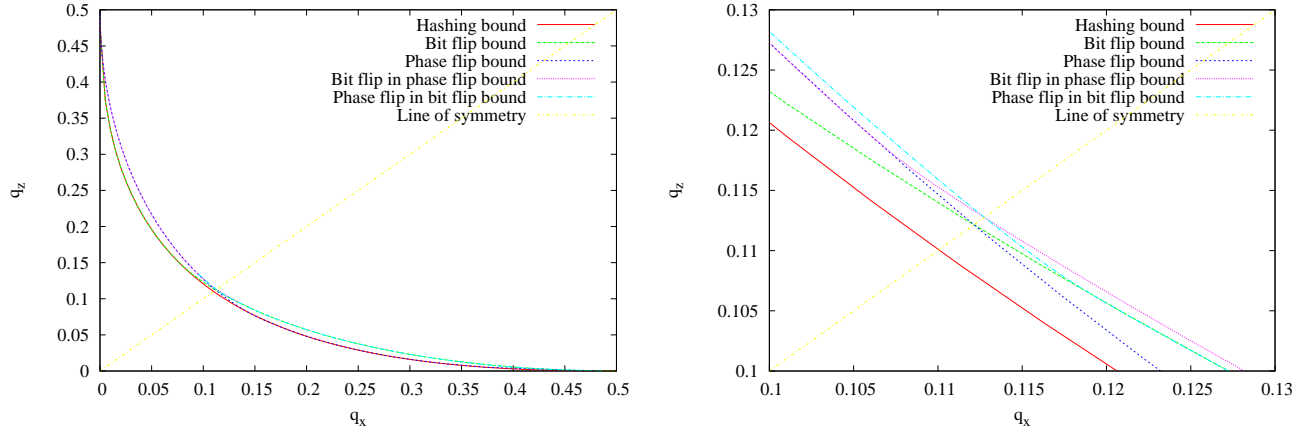 0.5
0.45
0.4
0.35
0.3
0.25
0.2
0.15
0.1
0.05
0
q_z
Hashing bound
Bit flip bound
Phase flip bound
Bit flip in phase flip bound
Phase flip in bit flip bound
Line of symmetry
0 0.05 0.1 0.15 0.2 0.25 0.3 0.35 0.4 0.45 0.5
q_x
0.13
0.125
0.12
0.115
0.11
0.105
0.1
q_z
Hashing bound
Bit flip bound
Phase flip bound
Bit flip in phase flip bound
Phase flip in bit flip bound
Line of symmetry
0.1 0.105 0.11 0.115 0.12 0.125 0.13
q_x